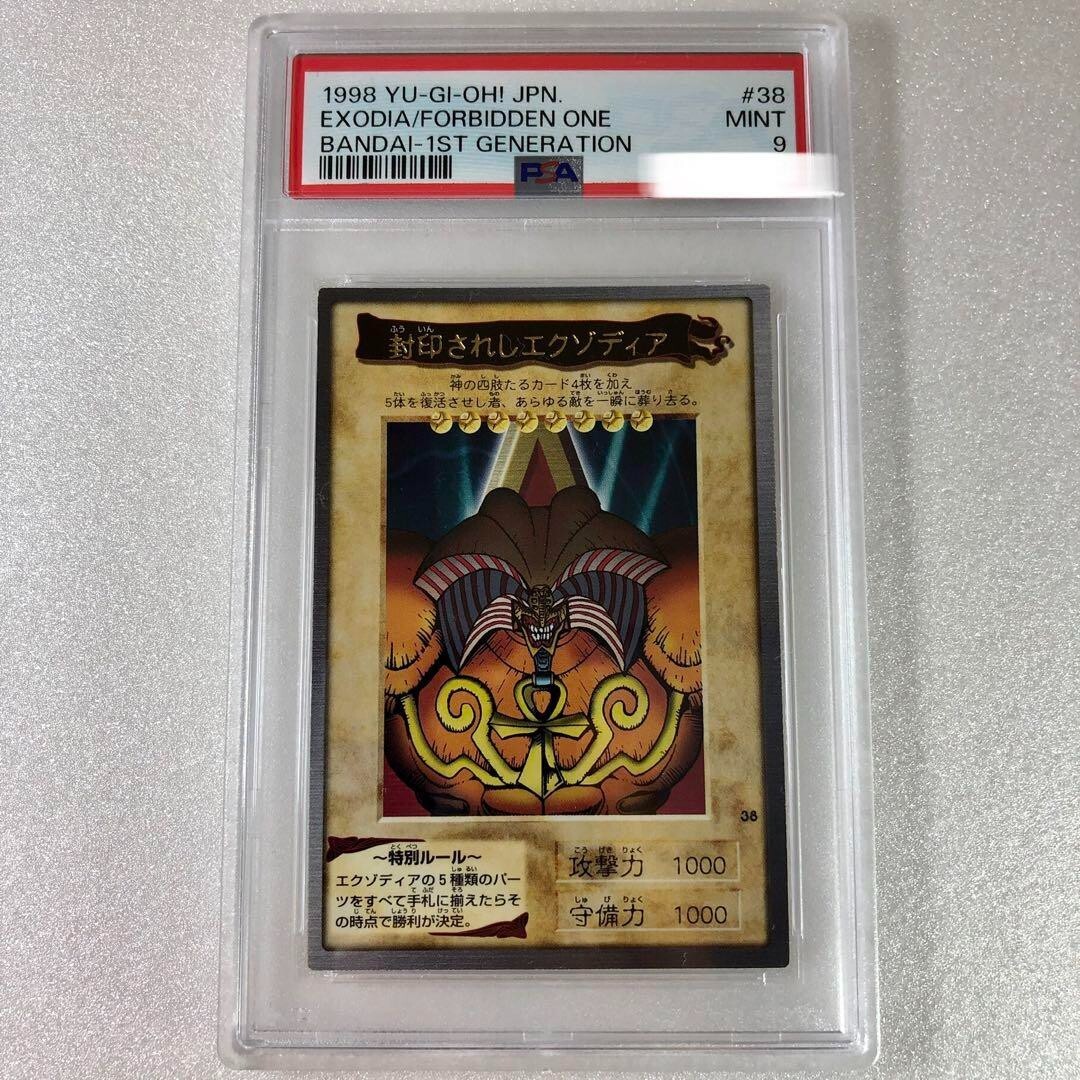 1998 YU-GI-OH! JPN. #38
EXODIA/FORBIDDEN ONE MINT
BANDAI-1ST GENERATION 9
PSA
封印されしエクゾディア
神の四肢たるカード4枚を加え
5体を復活させし者、あらゆる敵を一瞬に葬り去る。
38
～特別ルール～
エクゾディアの5種類のパー
ツをすべて手札に揃えたらそ
の時点で勝利が決定。
攻撃力 1000
守備力 1000